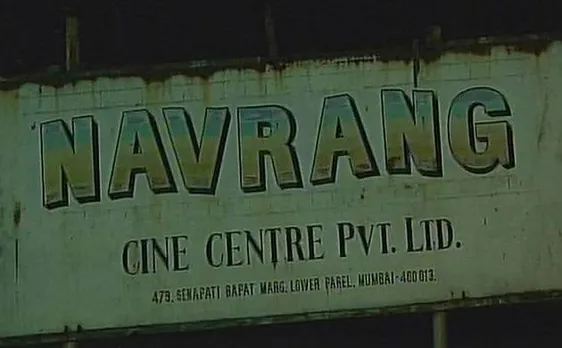 NAVRANG
CINE CENTRE PVT. LTD.
479, SENAPATI BAPAT MARG, LOWER PAREL, MUMBAI-400 013.